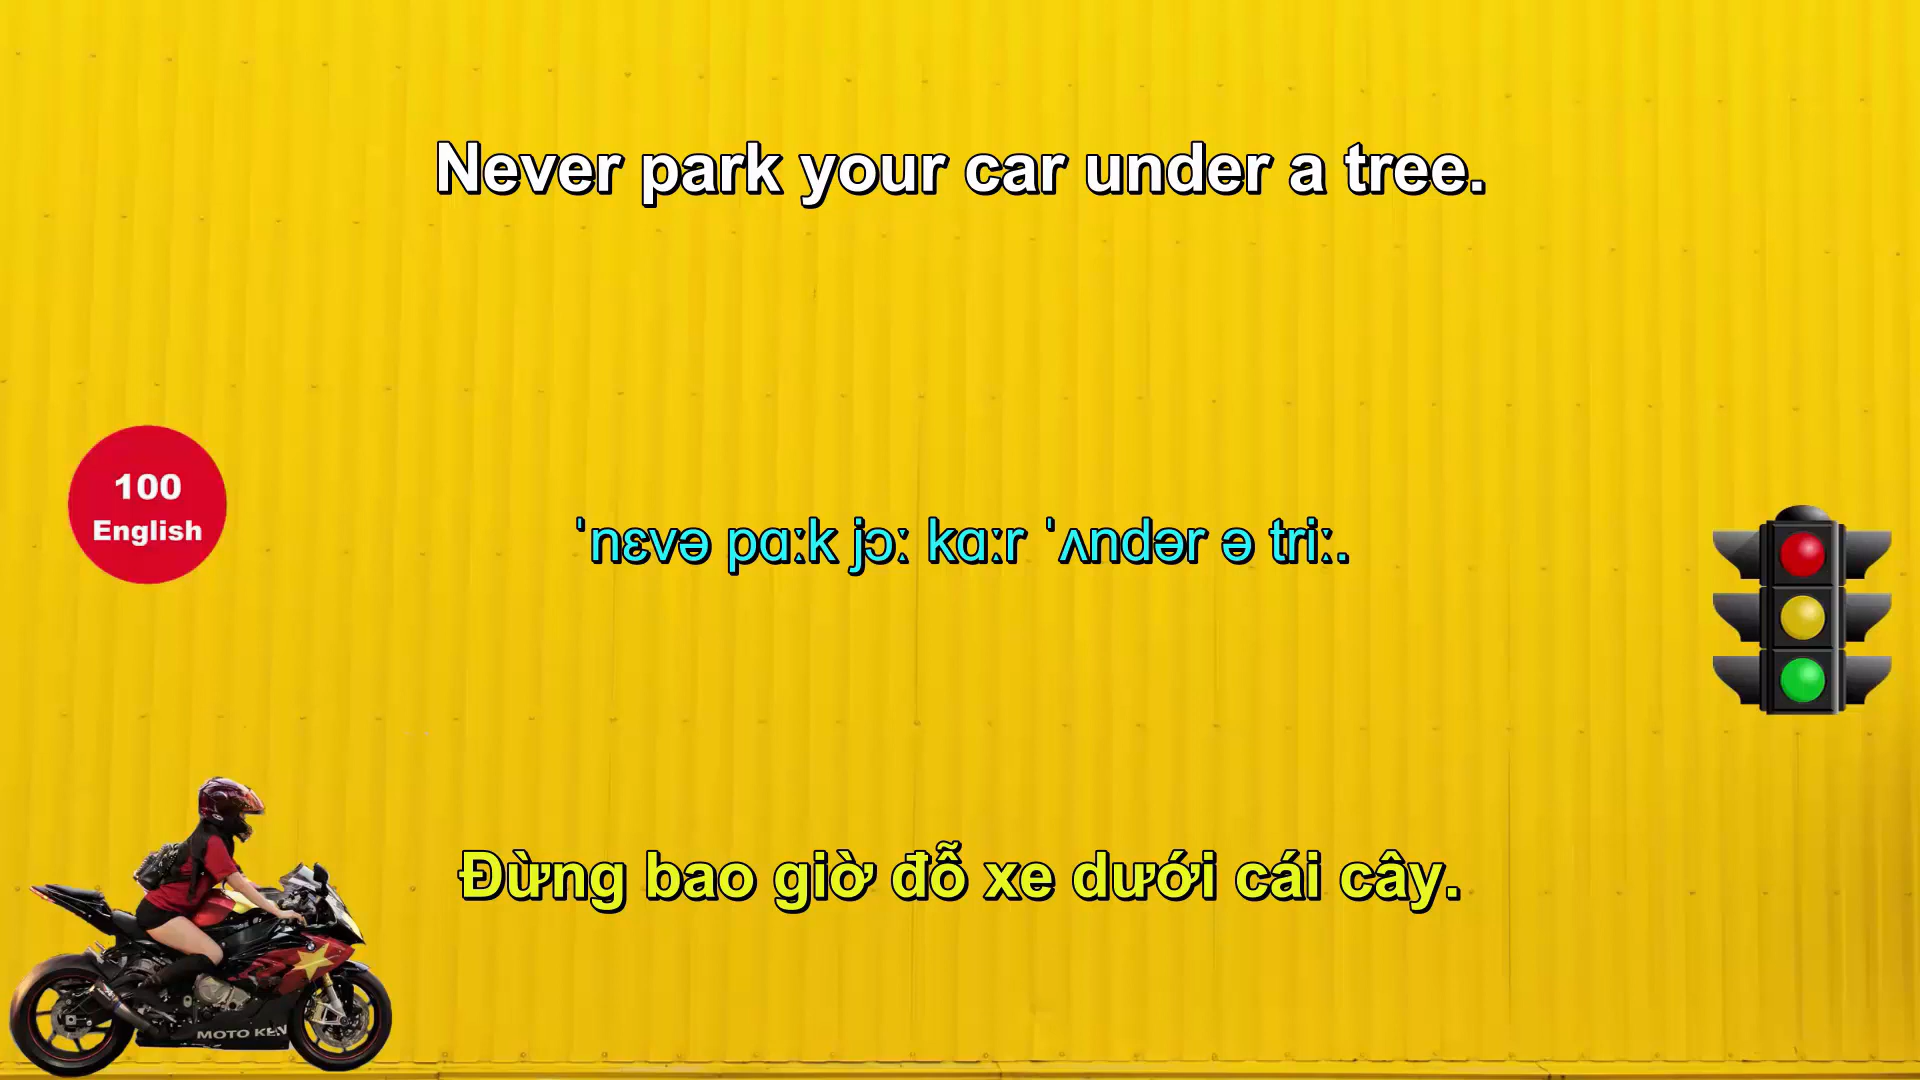 Never park your car under a tree.
100
English
ˈnɛvə pɑːk jɔː kɑːr ˈʌndər ə triː.
Đừng bao giờ đỗ xe dưới cái cây.